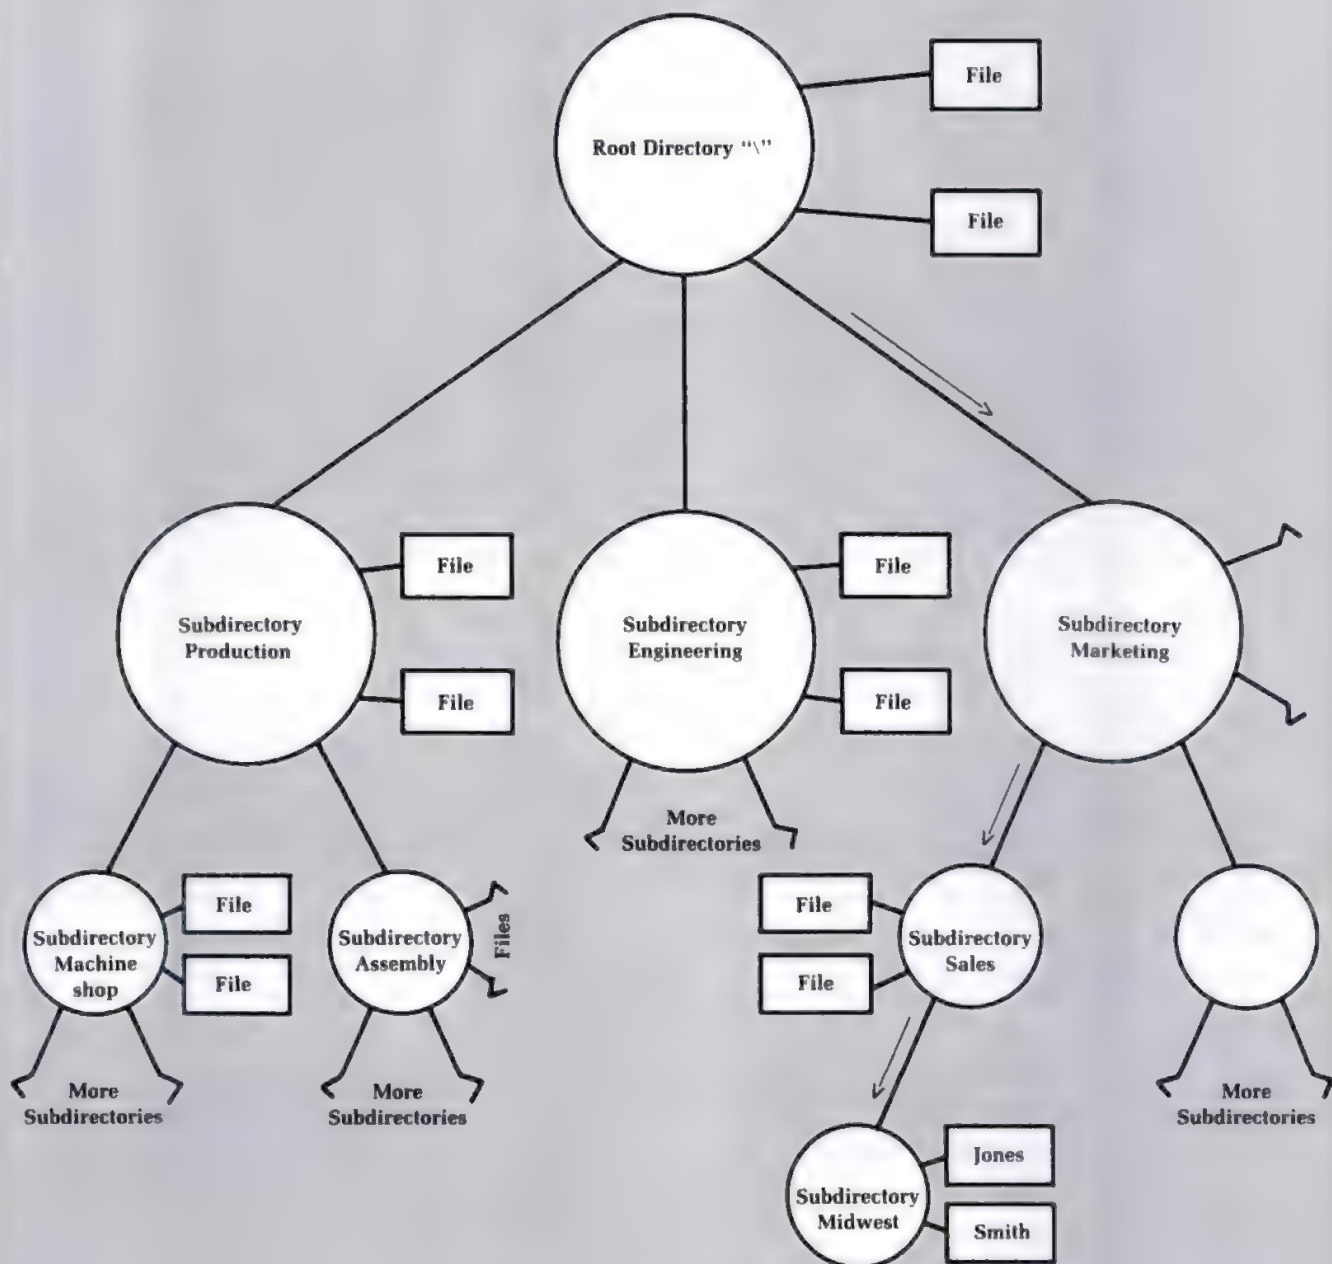 File
Root Directory "\"
File
File
File
Subdirectory
Production
Subdirectory
Engineering
Subdirectory
Marketing
File
File
More
Subdirectories
File
Subdirectory
Machine
shop
File
Subdirectory
Assembly
Files
File
Subdirectory
Sales
File
More
Subdirectories
More
Subdirectories
More
Subdirectories
Jones
Subdirectory
Midwest
Smith